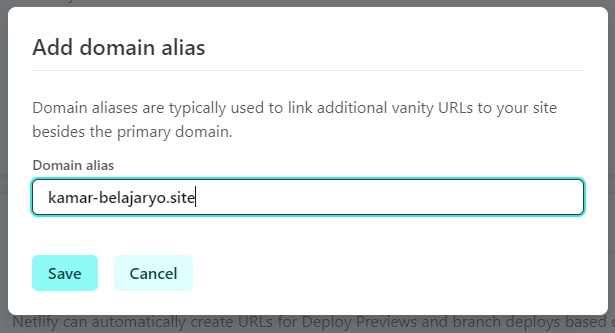 Add domain alias
Domain aliases are typically used to link additional vanity URLs to your site
besides the primary domain.
Domain alias
kamar-belajaryo.site
Save Cancel
Netlify can automatically create URLs for Deploy Previews and branch deploys based